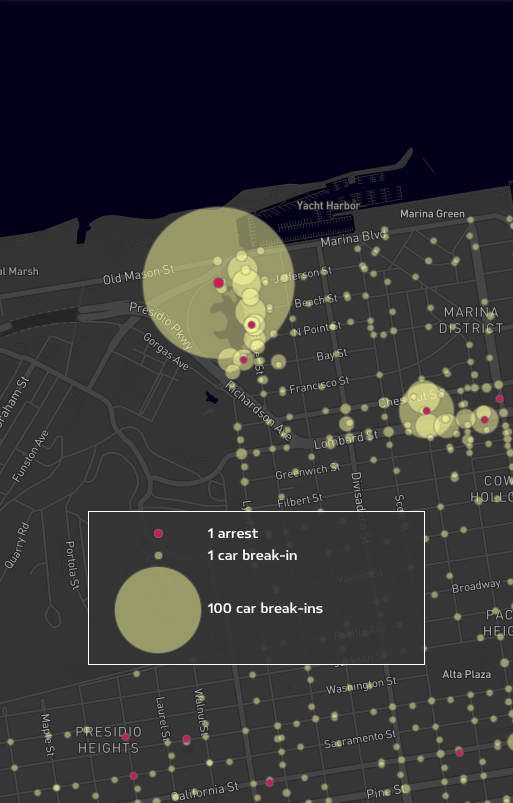 Yacht Harbor
Marina Green
Marina Blvd
al Marsh
Old Mason St
Jefferson St
Beach St
Presidio Pkwy
N Point St
MARINA
DISTRICT
Gorgas Ave
Bay St
Francisco St
Richardson Ave
Chestnut St
Lombard St
raham St
Funston Ave
Greenwich St
COW
HOLLO
Filbert St
Divisad
Sco
Quarry Rd
Portola St
1 arrest
1 car break-in
100 car break-ins
Broadway
PAC
HEIG
Alta Plaza
Washington St
Maple St
Laurel St
Walnut St
PRESIDIO
HEIGHTS
Sacramento St
California St
Pine St